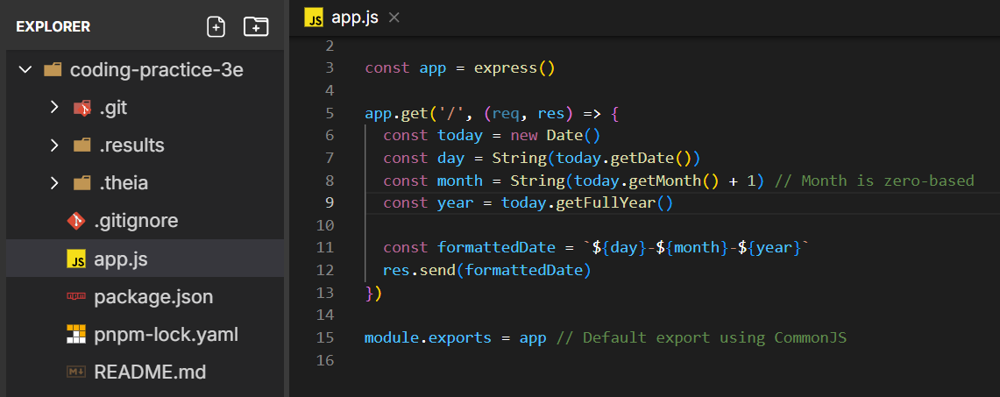 EXPLORER
coding-practice-3e
.git
.results
.theia
.gitignore
JS app.js
npm package.json
pnpm-lock.yaml
M↓ README.md
JS app.js ×
2
3 const app = express()
4
5 app.get('/', (req, res) => {
6 const today = new Date()
7 const day = String(today.getDate())
8 const month = String(today.getMonth() + 1) // Month is zero-based
9 const year = today.getFullYear()
10
11 const formattedDate = `${day}-${month}-${year}`
12 res.send(formattedDate)
13 })
14
15 module.exports = app // Default export using CommonJS
16